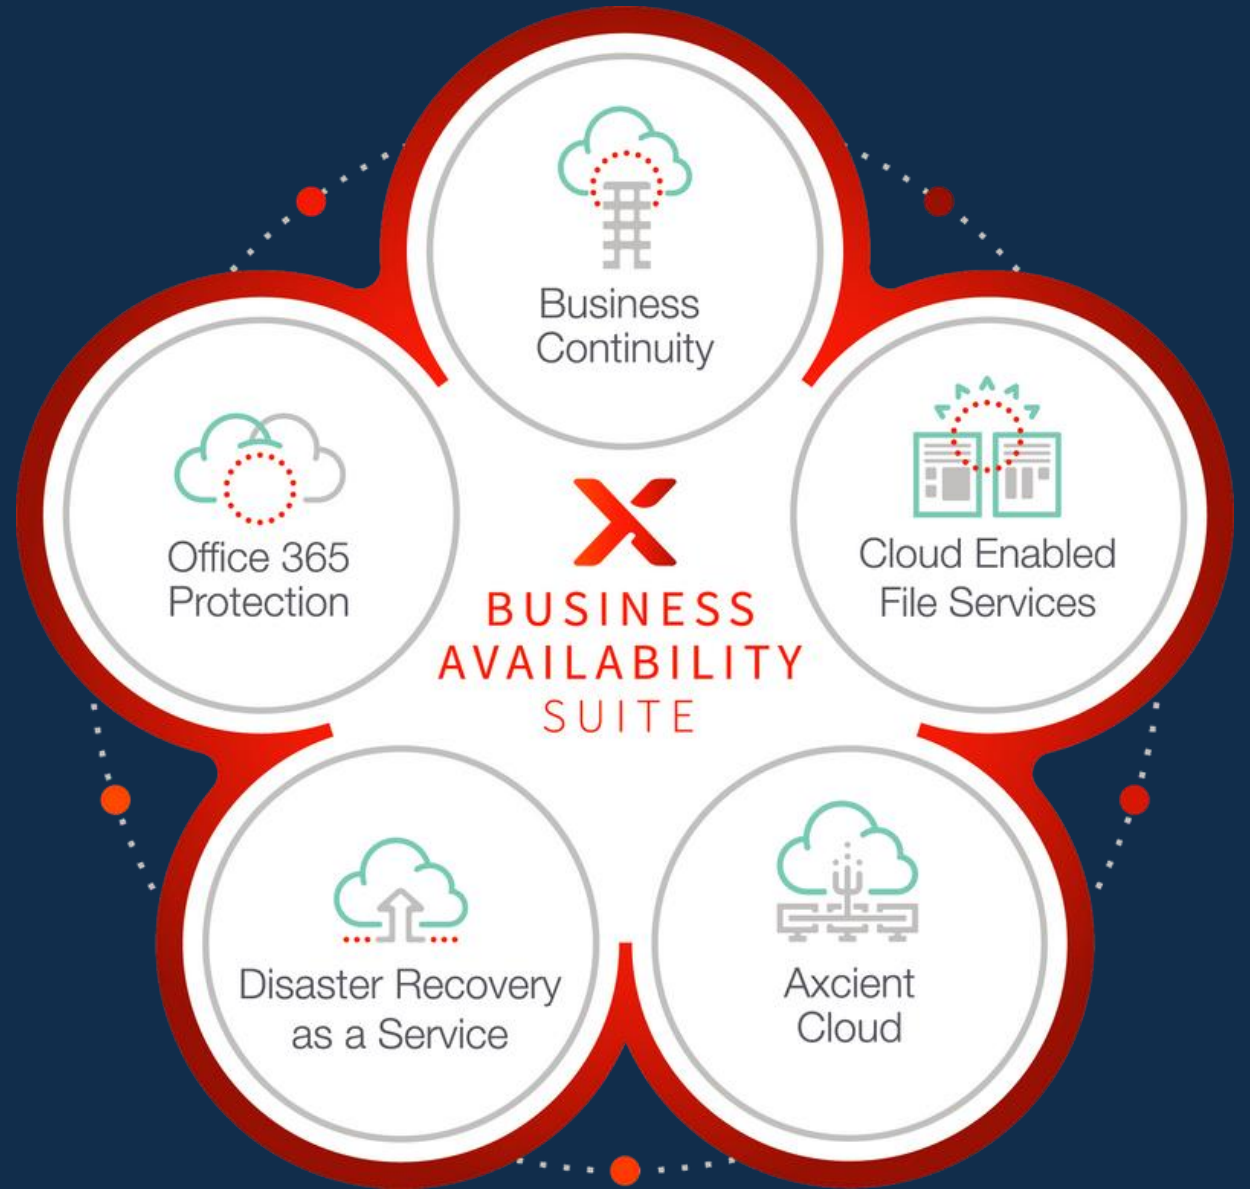 Business
Continuity
Office 365
Protection
Cloud Enabled
File Services
BUSINESS
AVAILABILITY
SUITE
Disaster Recovery
as a Service
Axcient
Cloud